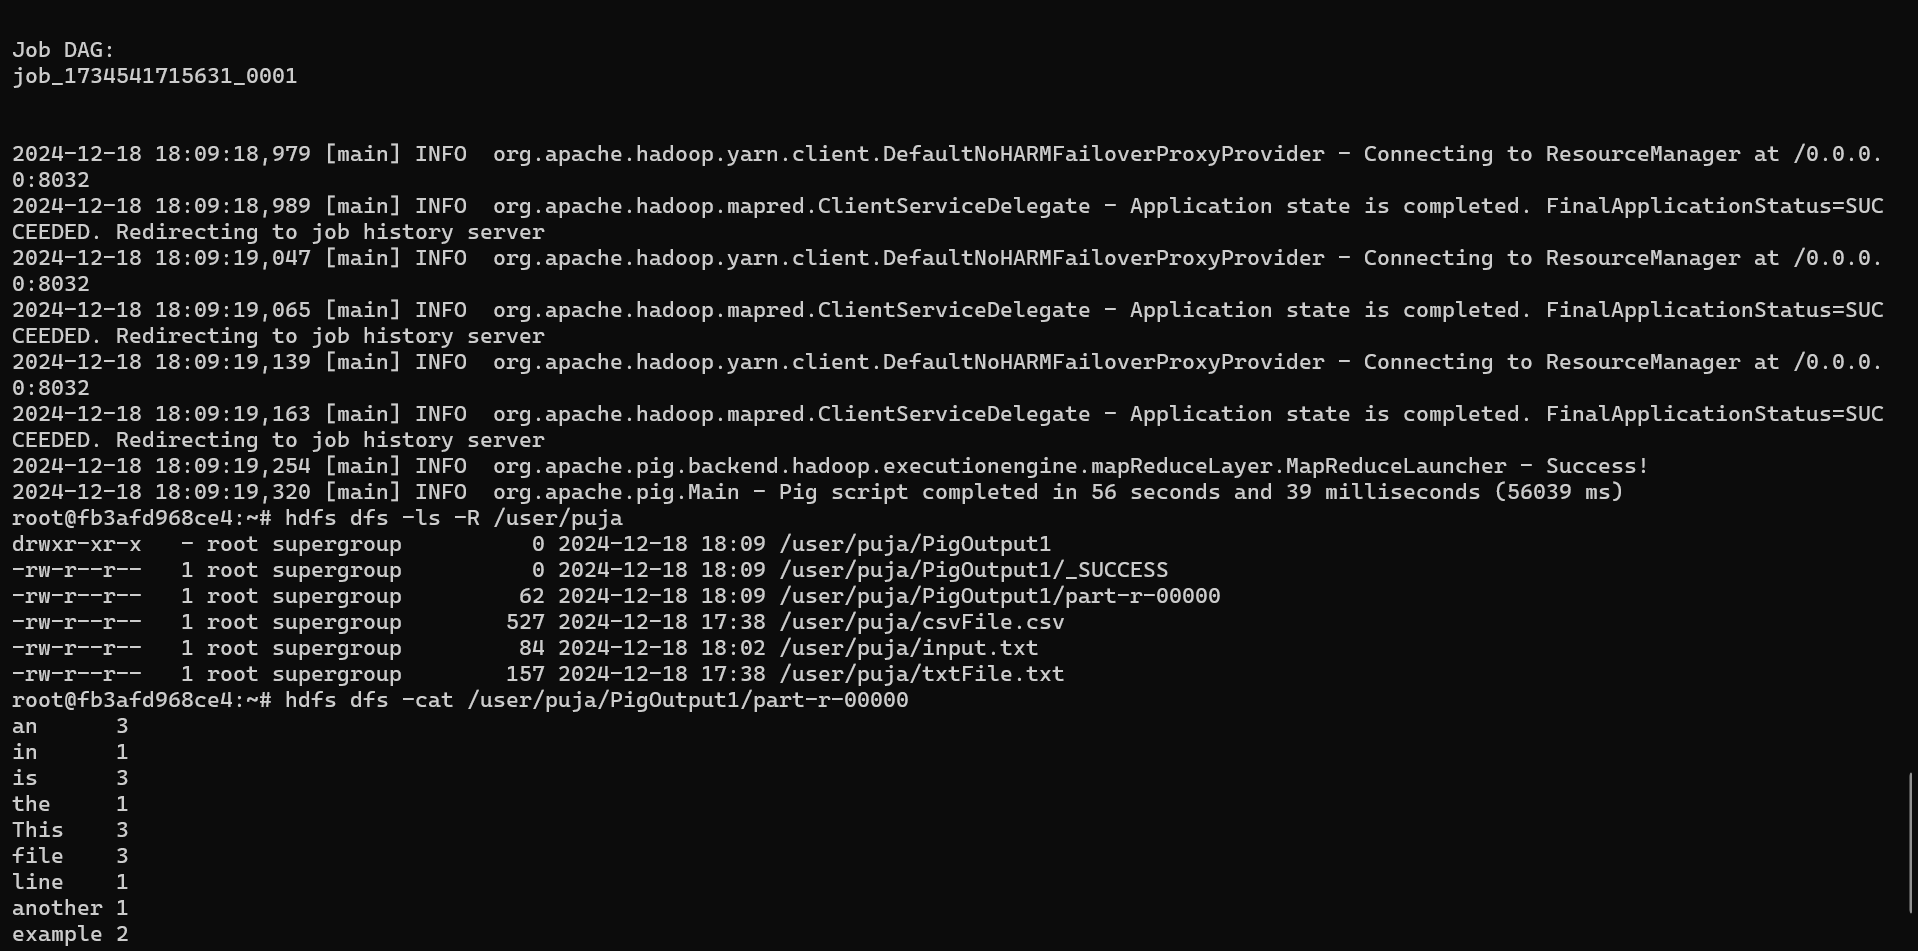 Job DAG:
job_1734541715631_0001
2024-12-18 18:09:18,979 [main] INFO  org.apache.hadoop.yarn.client.DefaultNoHARMFailoverProxyProvider - Connecting to ResourceManager at /0.0.0.
0:8032
2024-12-18 18:09:18,989 [main] INFO  org.apache.hadoop.mapred.ClientServiceDelegate - Application state is completed. FinalApplicationStatus=SUC
CEEDED. Redirecting to job history server
2024-12-18 18:09:19,047 [main] INFO  org.apache.hadoop.yarn.client.DefaultNoHARMFailoverProxyProvider - Connecting to ResourceManager at /0.0.0.
0:8032
2024-12-18 18:09:19,065 [main] INFO  org.apache.hadoop.mapred.ClientServiceDelegate - Application state is completed. FinalApplicationStatus=SUC
CEEDED. Redirecting to job history server
2024-12-18 18:09:19,139 [main] INFO  org.apache.hadoop.yarn.client.DefaultNoHARMFailoverProxyProvider - Connecting to ResourceManager at /0.0.0.
0:8032
2024-12-18 18:09:19,163 [main] INFO  org.apache.hadoop.mapred.ClientServiceDelegate - Application state is completed. FinalApplicationStatus=SUC
CEEDED. Redirecting to job history server
2024-12-18 18:09:19,254 [main] INFO  org.apache.pig.backend.hadoop.executionengine.mapReduceLayer.MapReduceLauncher - Success!
2024-12-18 18:09:19,320 [main] INFO  org.apache.pig.Main - Pig script completed in 56 seconds and 39 milliseconds (56039 ms)
root@fb3afd968ce4:~# hdfs dfs -ls -R /user/puja
drwxr-xr-x   - root supergroup          0 2024-12-18 18:09 /user/puja/PigOutput1
-rw-r--r--   1 root supergroup          0 2024-12-18 18:09 /user/puja/PigOutput1/_SUCCESS
-rw-r--r--   1 root supergroup         62 2024-12-18 18:09 /user/puja/PigOutput1/part-r-00000
-rw-r--r--   1 root supergroup        527 2024-12-18 17:38 /user/puja/csvFile.csv
-rw-r--r--   1 root supergroup         84 2024-12-18 18:02 /user/puja/input.txt
-rw-r--r--   1 root supergroup        157 2024-12-18 17:38 /user/puja/txtFile.txt
root@fb3afd968ce4:~# hdfs dfs -cat /user/puja/PigOutput1/part-r-00000
an      3
in      1
is      3
the     1
This    3
file    3
line    1
another 1
example 2